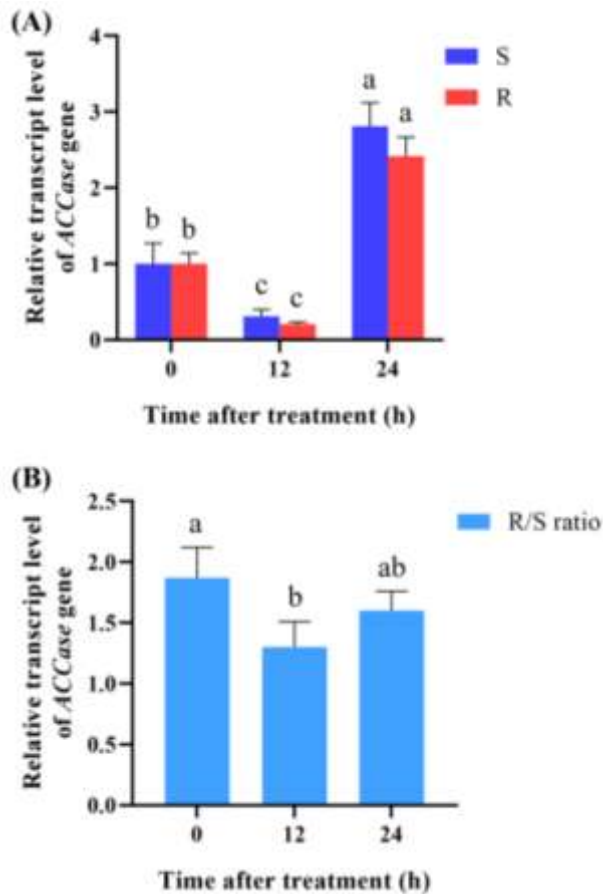 (A)
Relative transcript level
of ACCase gene
4
3
2
1
0
b
b
c
c
a
a
S
R
0
12
24
Time after treatment (h)
(B)
Relative transcript level
of ACCase gene
2.5
2.0
1.5
1.0
0.5
0.0
a
b
ab
R/S ratio
0
12
24
Time after treatment (h)